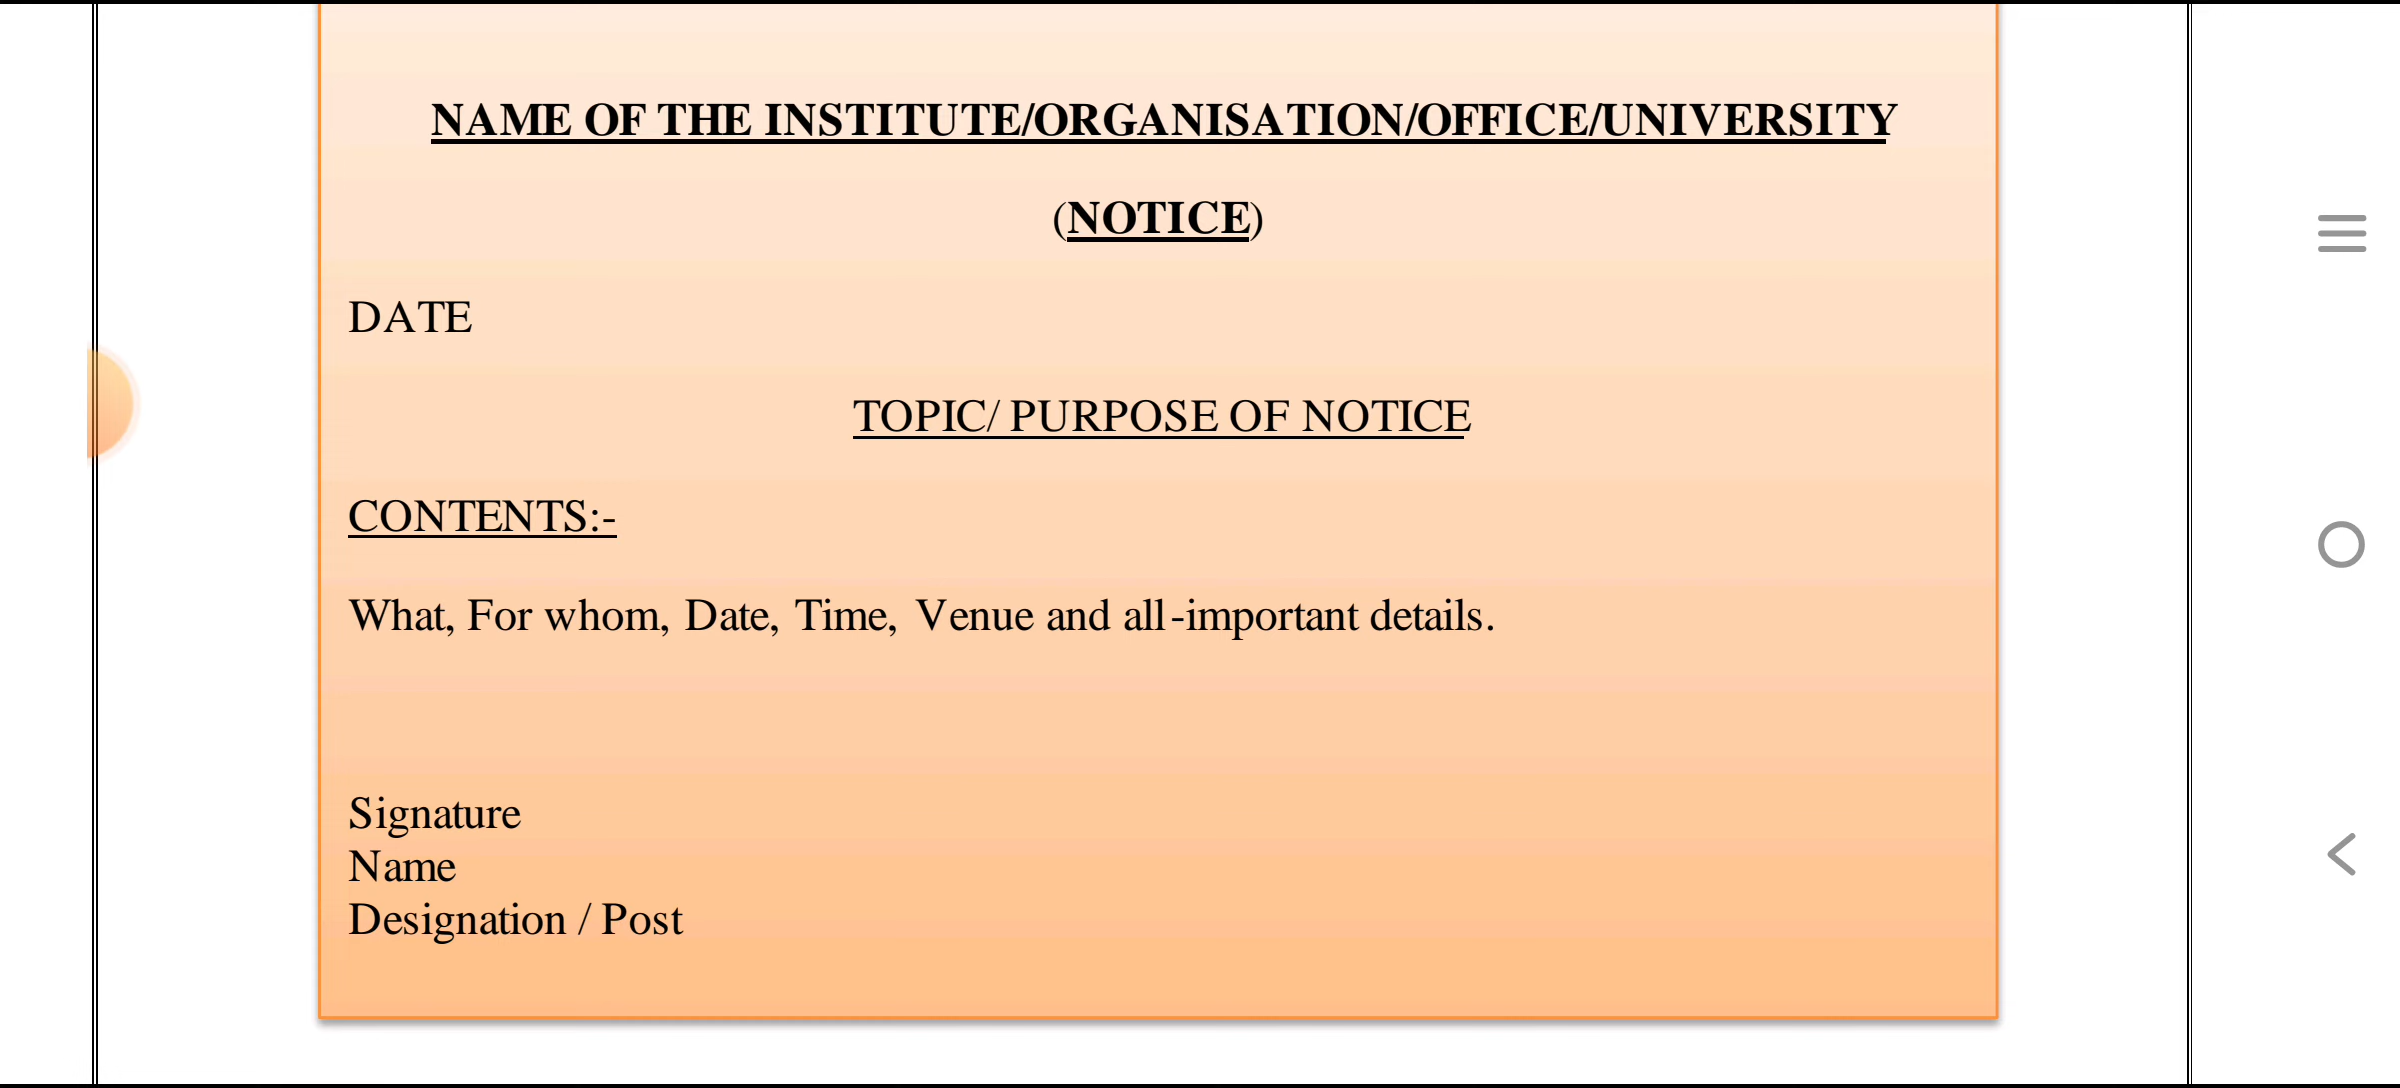 NAME OF THE INSTITUTE/ORGANISATION/OFFICE/UNIVERSITY
(NOTICE)
DATE
TOPIC/ PURPOSE OF NOTICE
CONTENTS:-
What, For whom, Date, Time, Venue and all-important details.
Signature
Name
Designation / Post